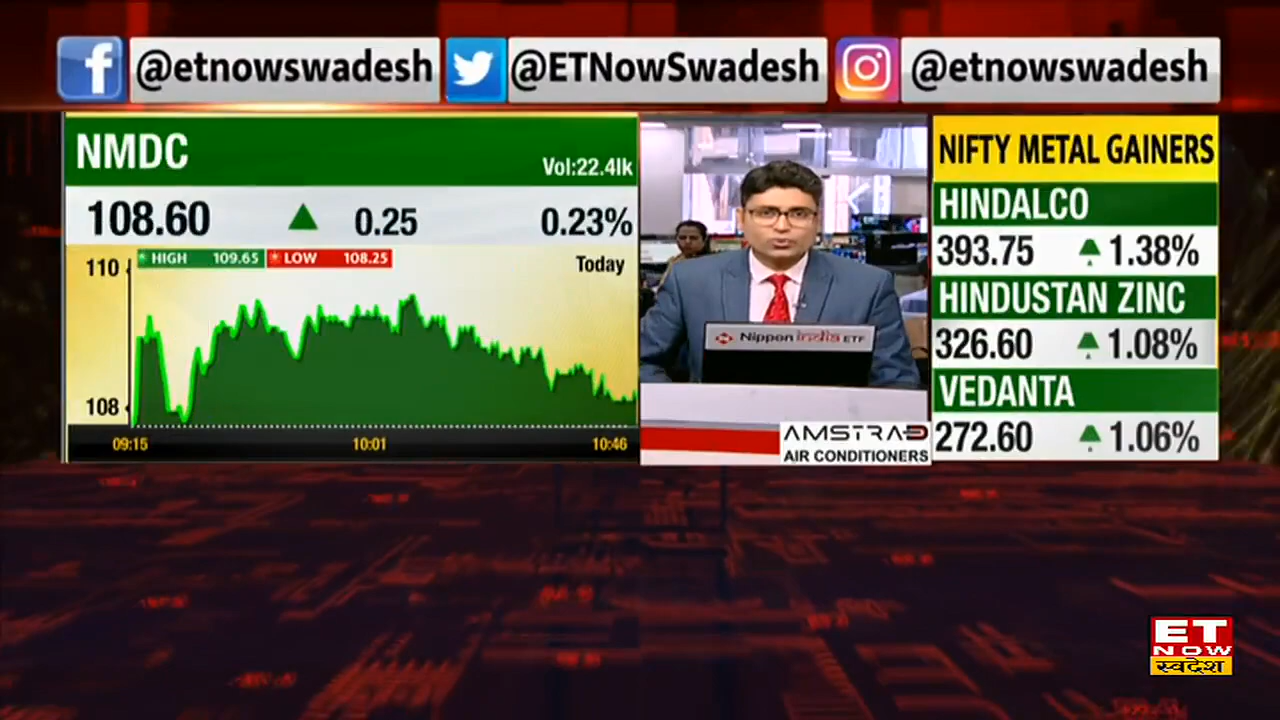 @etnowswadesh
@ETNowSwadesh
@etnowswadesh
NMDC
Vol:22.4lk
108.60 ▲ 0.25 0.23%
HIGH 109.65 LOW 108.25
Today
110
108
09:15 10:01 10:46
Nippon india ETF
AMSTRAD
AIR CONDITIONERS
NIFTY METAL GAINERS
HINDALCO
393.75 1.38%
HINDUSTAN ZINC
326.60 1.08%
VEDANTA
272.60 1.06%
ET
NOW
स्वदेश